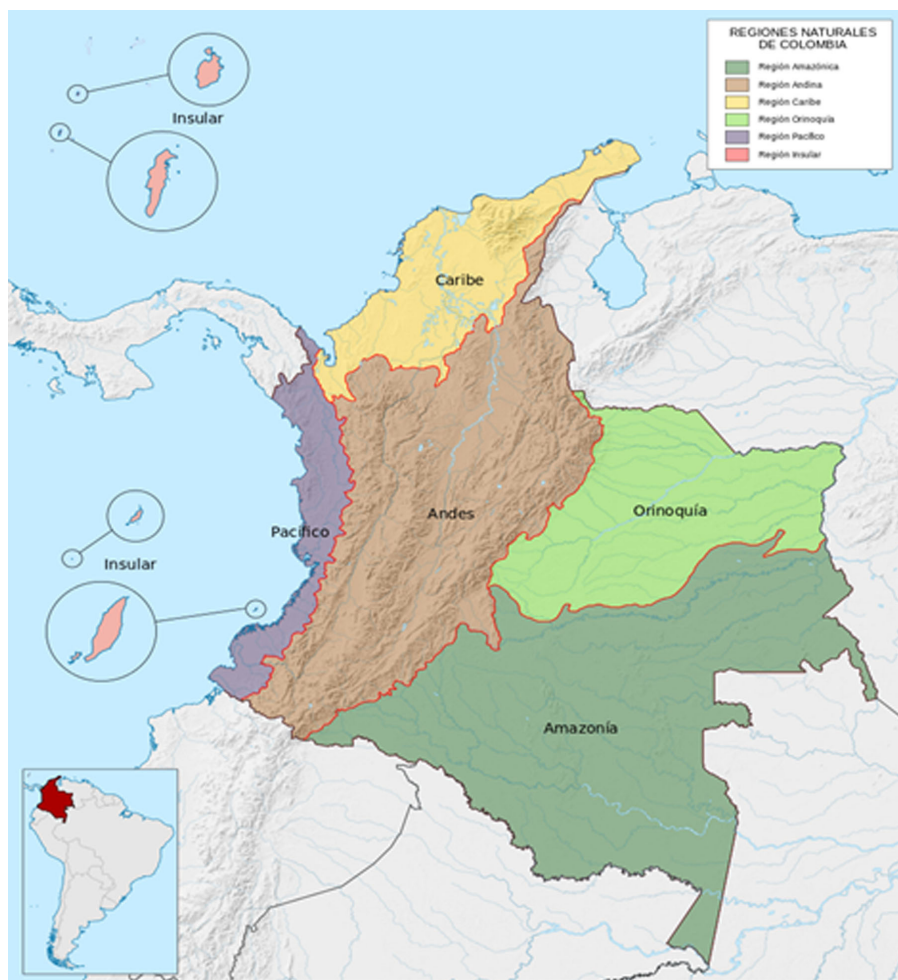 REGIONES NATURALES
DE COLOMBIA
Región Amazónica
Región Andina
Región Caribe
Región Orinoquía
Región Pacífico
Región Insular
Insular
Caribe
Pacífico
Andes
Orinoquía
Insular
Amazonía